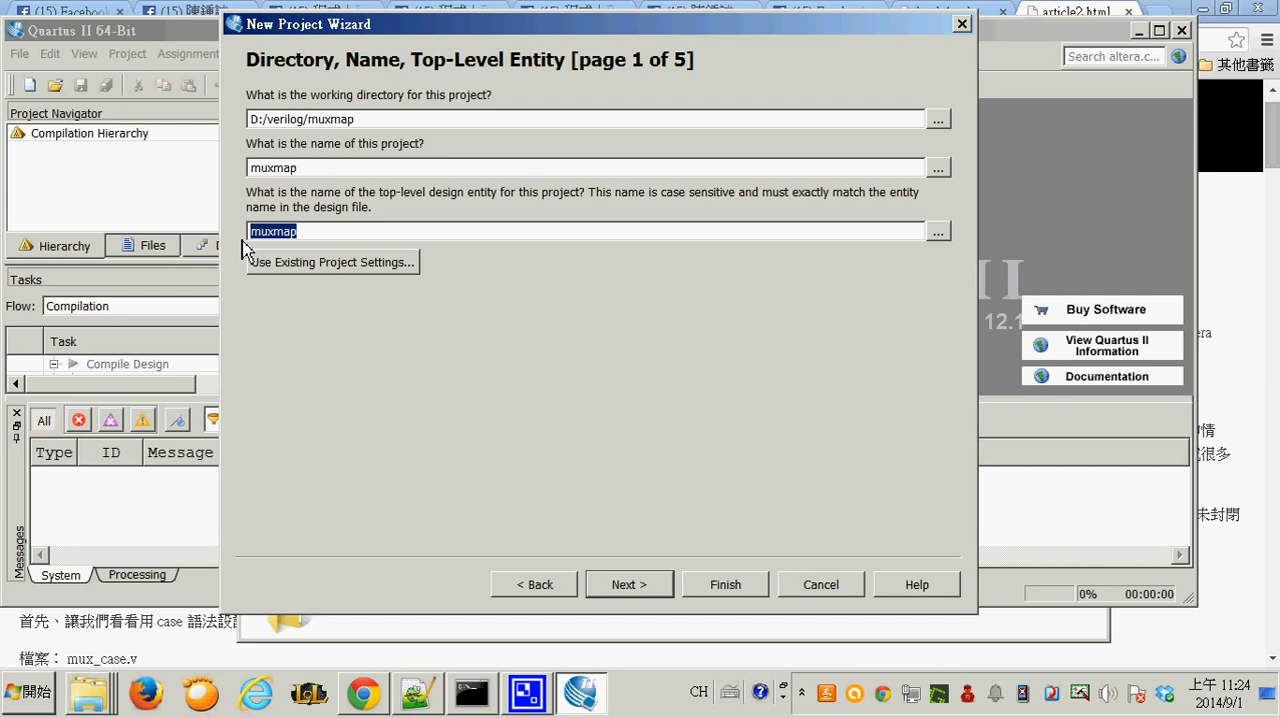 (15) Faceboo
article2.html
Quartus II 64-Bit
New Project Wizard
File Edit View Project Assignment
Search altera.c...
其他書籤
Directory, Name, Top-Level Entity [page 1 of 5]
What is the working directory for this project?
D:/verilog/muxmap
...
What is the name of this project?
muxmap
...
What is the name of the top-level design entity for this project? This name is case sensitive and must exactly match the entity
name in the design file.
muxmap
...
Use Existing Project Settings...
Project Navigator
Compilation Hierarchy
Hierarchy
Files
Tasks
Flow: Compilation
Task
Compile Design
II
12.1
Buy Software
View Quartus II
Information
Documentation
era
情
很多
未封閉
All
Type ID Message
Messages
System Processing
< Back
Next >
Finish
Cancel
Help
0% 00:00:00
首先、讓我們看看用 case 語法設
檔案： mux_case.v
開始
CH
上午 11:24
2014/9/1